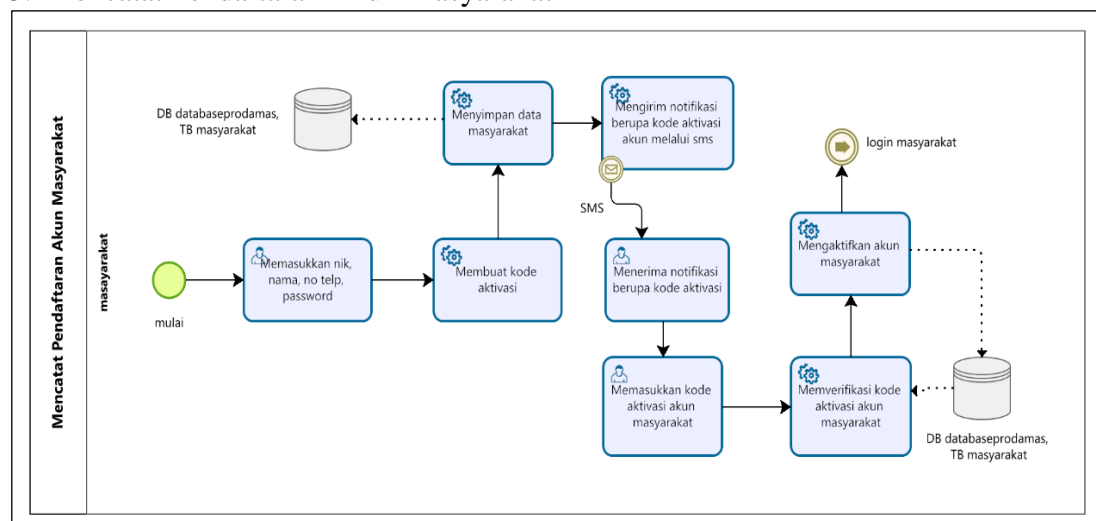 Mencatat Pendaftaran Akun Masyarakat
masayarakat
mulai
Memasukkan nik,
nama, no telp,
password
Membuat kode
aktivasi
DB databaseprodamas,
TB masyarakat
Menyimpan data
masyarakat
Mengirim notifikasi
berupa kode aktivasi
akun melalui sms
SMS
Menerima notifikasi
berupa kode aktivasi
Memasukkan kode
aktivasi akun
masyarakat
Memverifikasi kode
aktivasi akun
masyarakat
Mengaktifkan akun
masyarakat
login masyarakat
DB databaseprodamas,
TB masyarakat